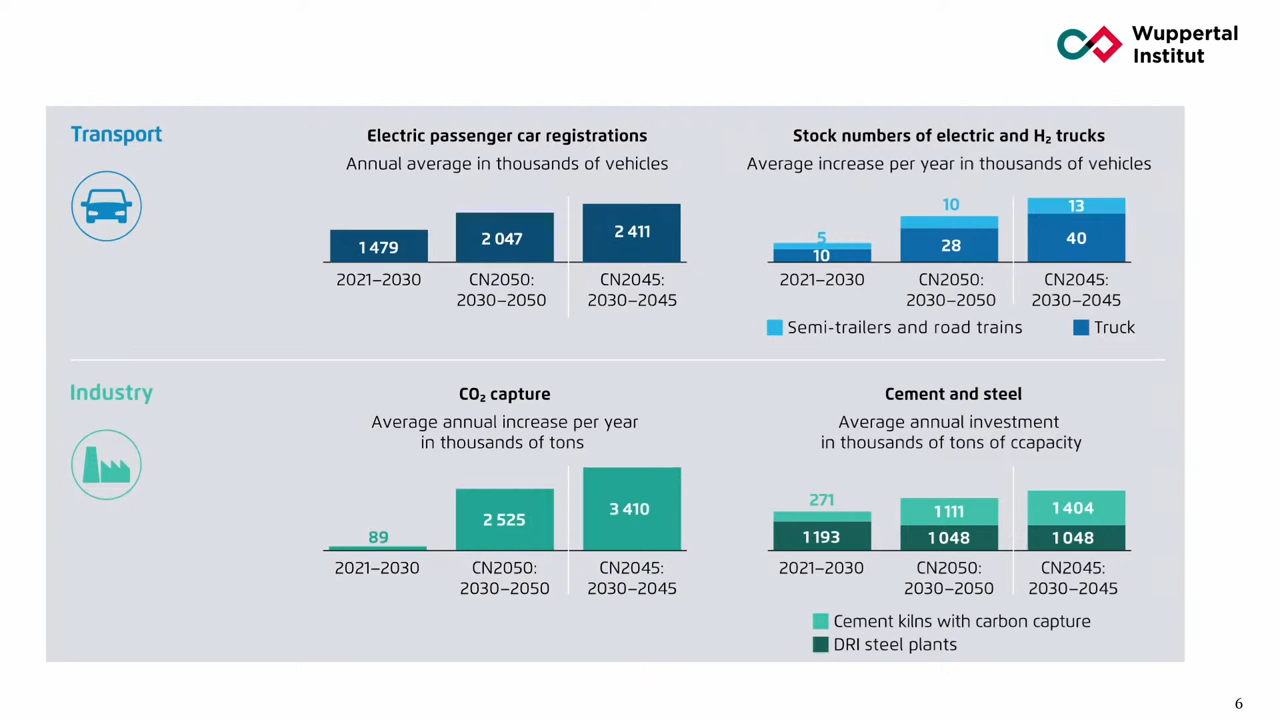 Wuppertal
Institut
Transport
Electric passenger car registrations
Annual average in thousands of vehicles
1 479
2 047
2 411
2021–2030
CN2050:
2030–2050
CN2045:
2030–2045
Stock numbers of electric and H₂ trucks
Average increase per year in thousands of vehicles
5
10
10
28
13
40
2021–2030
CN2050:
2030–2050
CN2045:
2030–2045
Semi-trailers and road trains
Truck
Industry
CO₂ capture
Average annual increase per year
in thousands of tons
89
2 525
3 410
2021–2030
CN2050:
2030–2050
CN2045:
2030–2045
Cement and steel
Average annual investment
in thousands of tons of ccapacity
271
1 193
1 111
1 048
1 404
1 048
2021–2030
CN2050:
2030–2050
CN2045:
2030–2045
Cement kilns with carbon capture
DRI steel plants
6